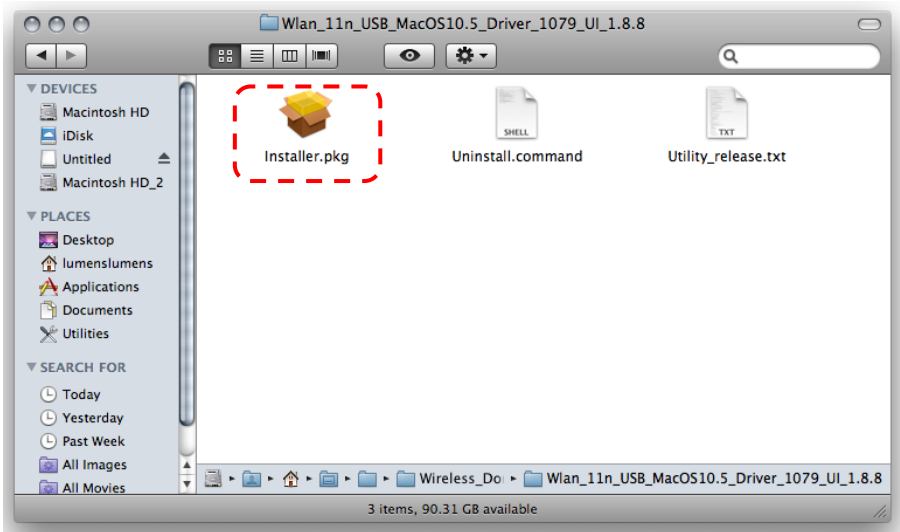 Wlan_11n_USB_MacOS10.5_Driver_1079_UI_1.8.8
DEVICES
Macintosh HD
iDisk
Untitled
Macintosh HD_2
PLACES
Desktop
lumenslumens
Applications
Documents
Utilities
SEARCH FOR
Today
Yesterday
Past Week
All Images
All Movies
Installer.pkg
SHELL
Uninstall.command
TXT
Utility_release.txt
Wireless_Do Wlan_11n_USB_MacOS10.5_Driver_1079_UI_1.8.8
3 items, 90.31 GB available